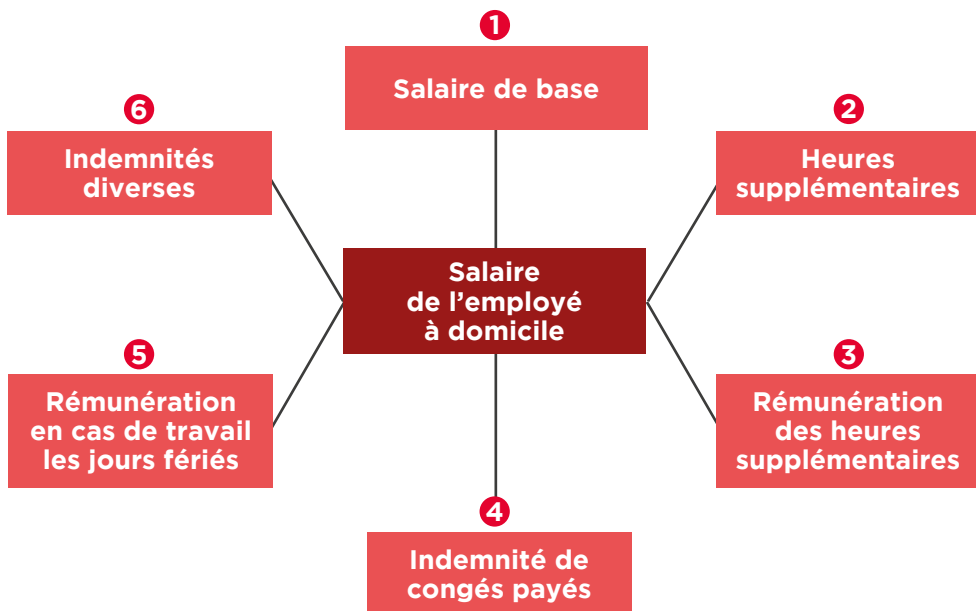 1
Salaire de base
2
Heures
supplémentaires
3
Rémunération
des heures
supplémentaires
4
Indemnité de
congés payés
5
Rémunération
en cas de travail
les jours fériés
6
Indemnités
diverses
Salaire
de l’employé
à domicile